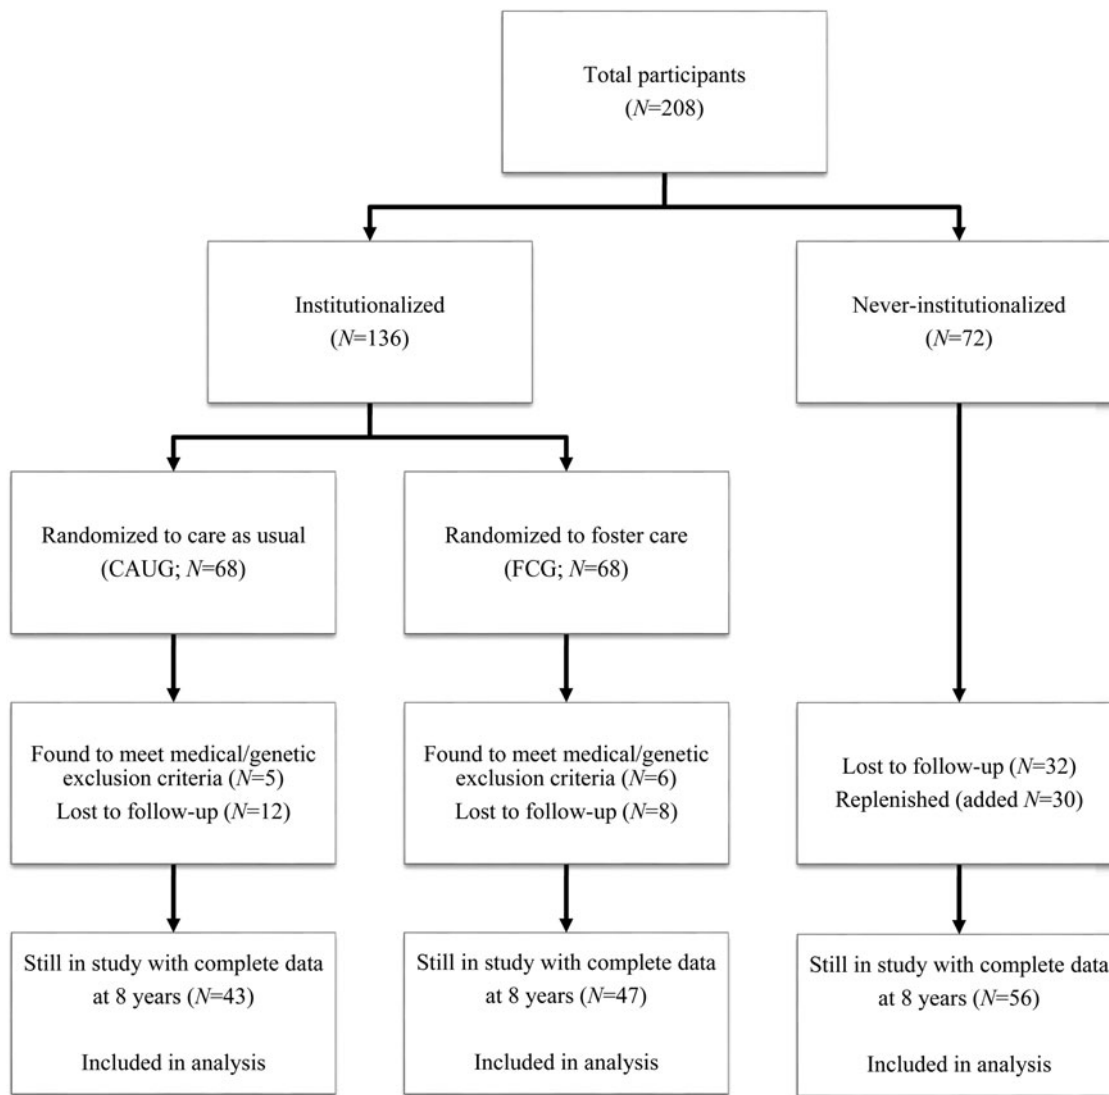 Total participants
(N=208)
Institutionalized
(N=136)
Never-institutionalized
(N=72)
Randomized to care as usual
(CAUG; N=68)
Randomized to foster care
(FCG; N=68)
Found to meet medical/genetic
exclusion criteria (N=5)
Lost to follow-up (N=12)
Found to meet medical/genetic
exclusion criteria (N=6)
Lost to follow-up (N=8)
Lost to follow-up (N=32)
Replenished (added N=30)
Still in study with complete data
at 8 years (N=43)
Included in analysis
Still in study with complete data
at 8 years (N=47)
Included in analysis
Still in study with complete data
at 8 years (N=56)
Included in analysis